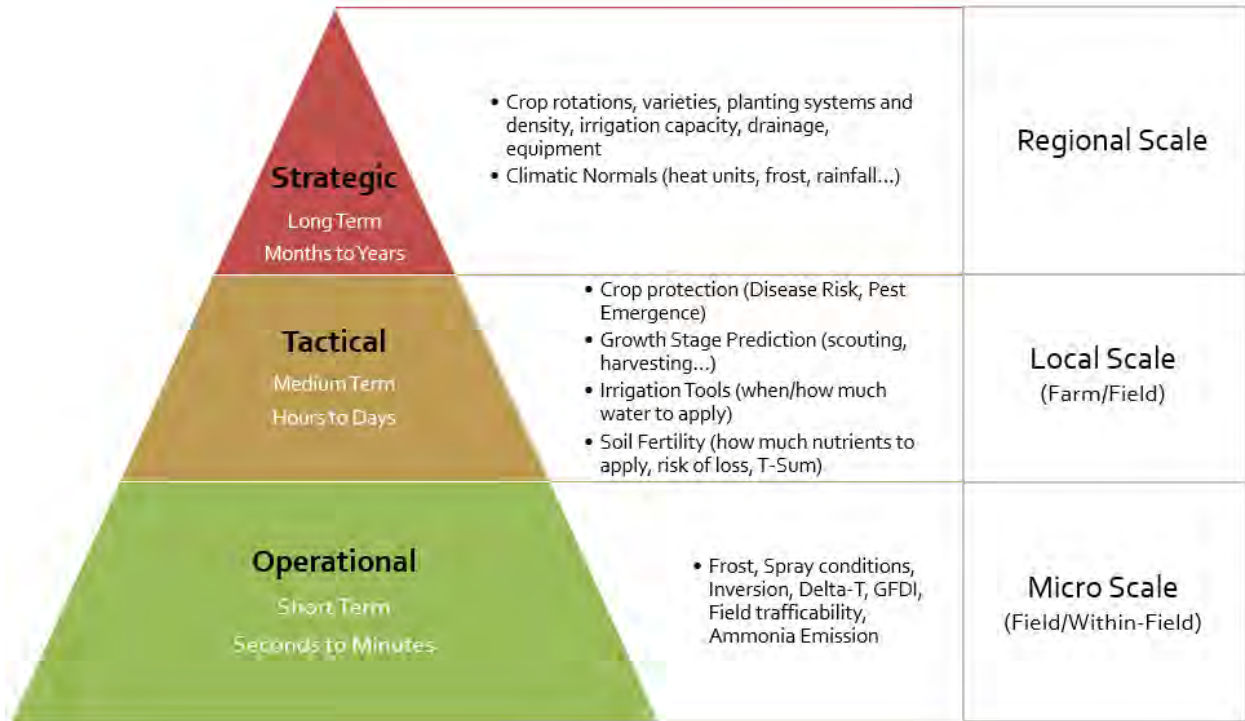 Strategic
Long Term
Months to Years
• Crop rotations, varieties, planting systems and
density, irrigation capacity, drainage,
equipment
• Climatic Normals (heat units, frost, rainfall...)
Regional Scale
Tactical
Medium Term
Hours to Days
• Crop protection (Disease Risk, Pest
Emergence)
• Growth Stage Prediction (scouting,
harvesting...)
• Irrigation Tools (when/how much
water to apply)
• Soil Fertility (how much nutrients to
apply, risk of loss, T-Sum)
Local Scale
(Farm/Field)
Operational
Short Term
Seconds to Minutes
• Frost, Spray conditions,
Inversion, Delta-T, GFDI,
Field trafficability,
Ammonia Emission
Micro Scale
(Field/Within-Field)